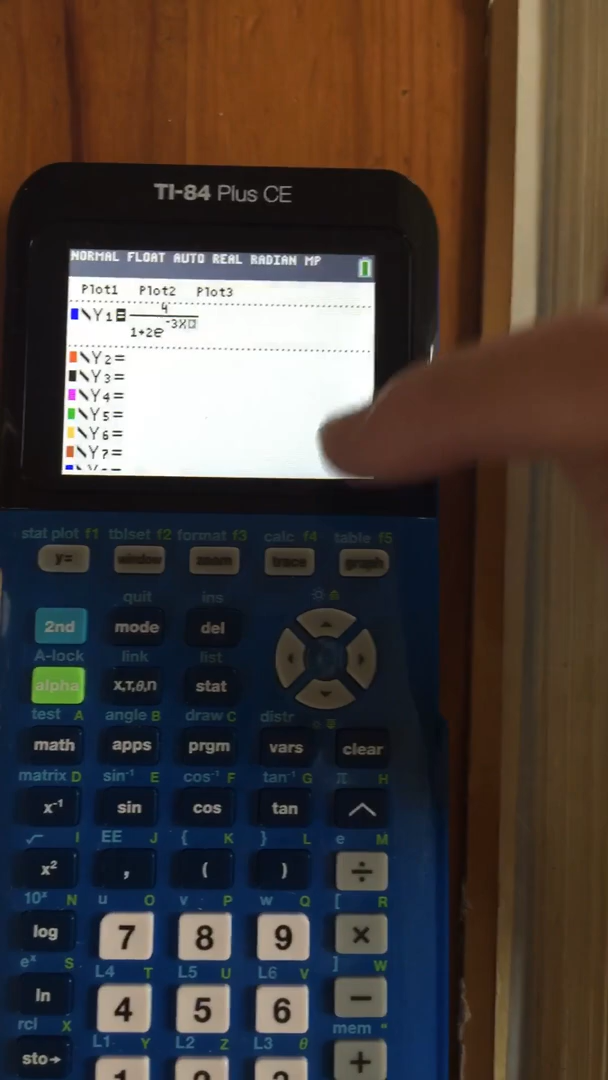 TI-84 Plus CE
NORMAL FLOAT AUTO REAL RADIAN MP
Plot1 Plot2 Plot3
\Y1=4/(1+2e^-3X)
\Y2=
\Y3=
\Y4=
\Y5=
\Y6=
\Y7=
stat plot f1 tblset f2 format f3 calc f4 table f5
y= window zoom trace graph
quit ins
2nd mode del
A-lock link list
alpha X,T,θ,n stat
test A angle B draw C distr
math apps prgm vars clear
matrix D sin⁻¹ E cos⁻¹ F tan⁻¹ G π H
x⁻¹ sin cos tan ^
√ I EE J { K } L e M
x² , ( ) ÷
10ˣ N u O v P w Q [ R
log 7 8 9 ×
eˣ S L4 T L5 U L6 V ] W
ln 4 5 6 −
rcl X L1 Y L2 Z L3 θ mem "
sto→ 1 2 3 +